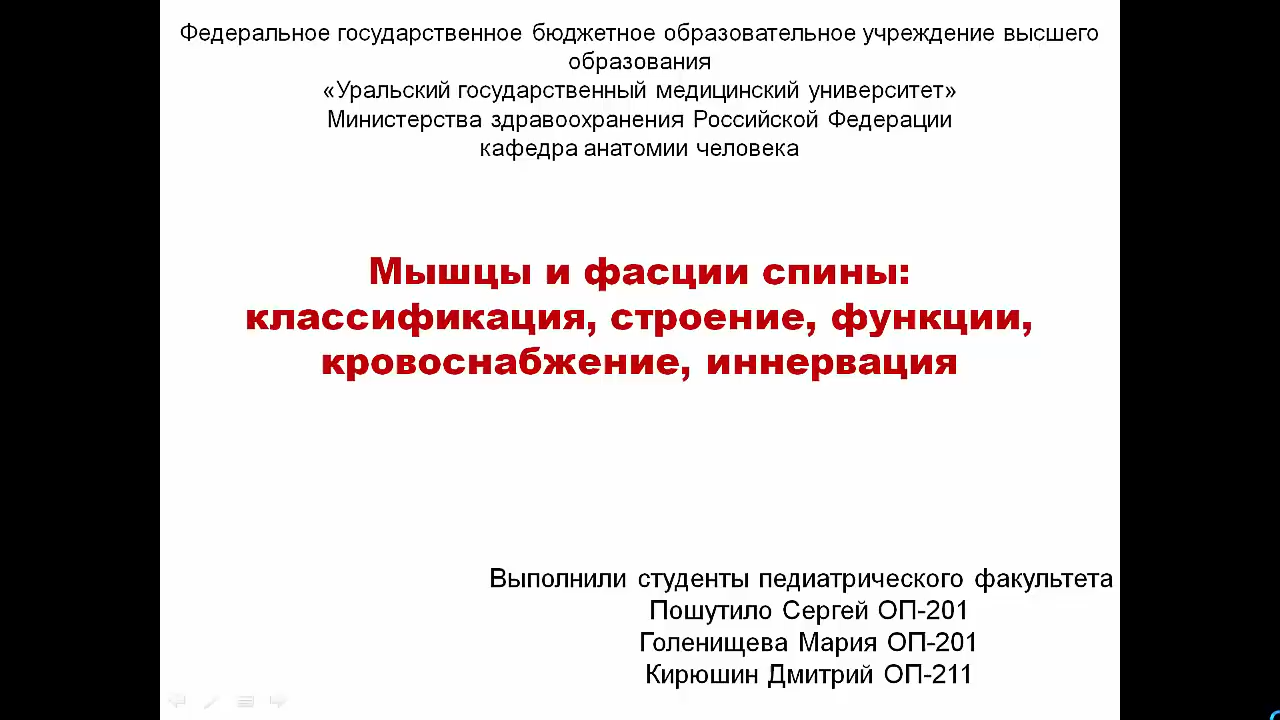 Федеральное государственное бюджетное образовательное учреждение высшего
образования
«Уральский государственный медицинский университет»
Министерства здравоохранения Российской Федерации
кафедра анатомии человека
Мышцы и фасции спины:
классификация, строение, функции,
кровоснабжение, иннервация
Выполнили студенты педиатрического факультета
Пошутило Сергей ОП-201
Голенищева Мария ОП-201
Кирюшин Дмитрий ОП-211